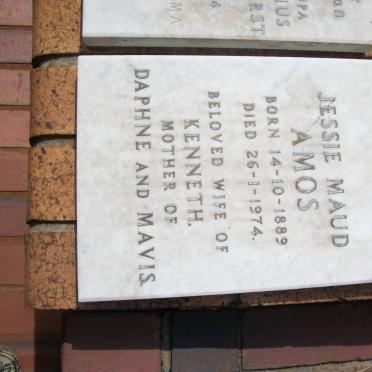 JESSIE MAUD
AMOS
BORN 14-10-1889
DIED 26-1-1974.
BELOVED WIFE OF
KENNETH,
MOTHER OF
DAPHNE AND MAVIS